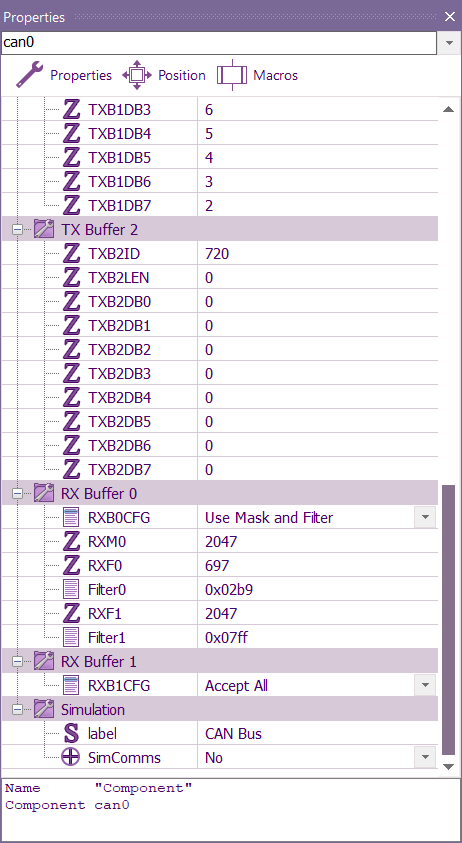 Properties
can0
Properties Position Macros
TXB1DB3 6
TXB1DB4 5
TXB1DB5 4
TXB1DB6 3
TXB1DB7 2
TX Buffer 2
TXB2ID 720
TXB2LEN 0
TXB2DB0 0
TXB2DB1 0
TXB2DB2 0
TXB2DB3 0
TXB2DB4 0
TXB2DB5 0
TXB2DB6 0
TXB2DB7 0
RX Buffer 0
RXB0CFG Use Mask and Filter
RXM0 2047
RXF0 697
Filter0 0x02b9
RXF1 2047
Filter1 0x07ff
RX Buffer 1
RXB1CFG Accept All
Simulation
label CAN Bus
SimComms No
Name "Component"
Component can0